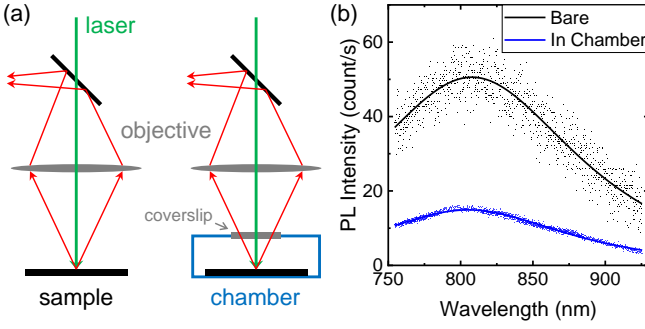 (a)
laser
objective
coverslip
sample
chamber
(b)
Bare
In Chamber
PL Intensity (count/s)
60
40
20
0
750
800
850
900
Wavelength (nm)